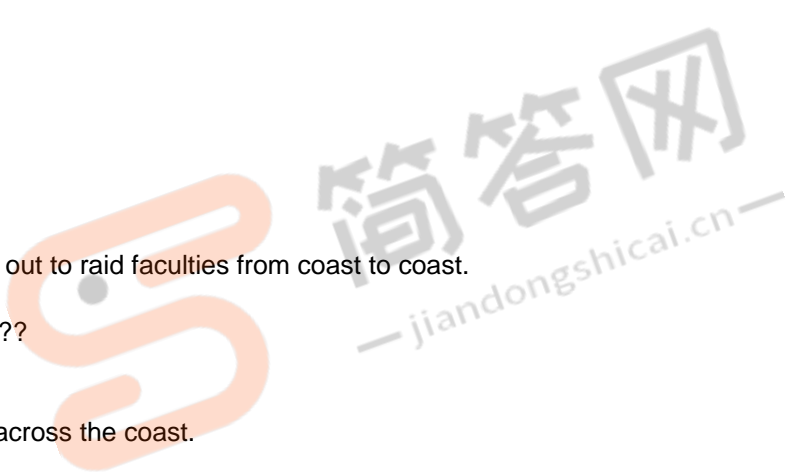 简答网
jiandongshicai.cn
out to raid faculties from coast to coast.
??
across the coast.